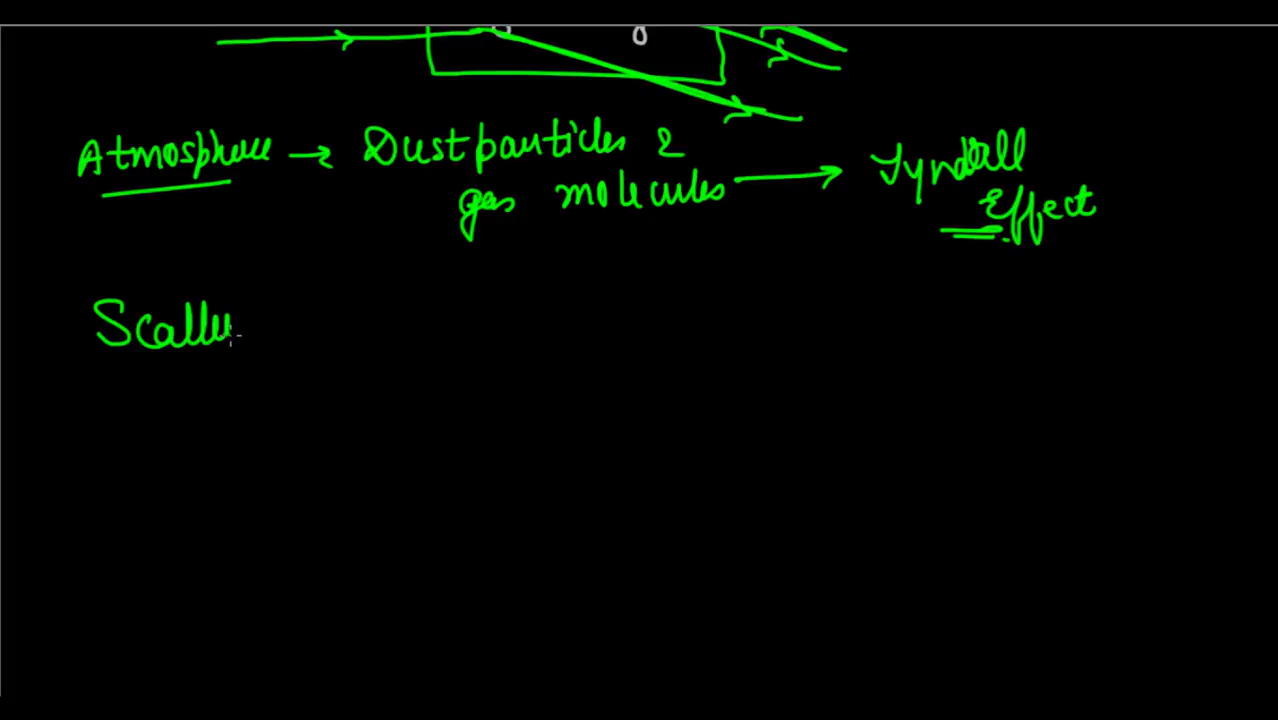 Atmosphere → Dust particles &
gas molecules → Tyndall
Effect
Scatte